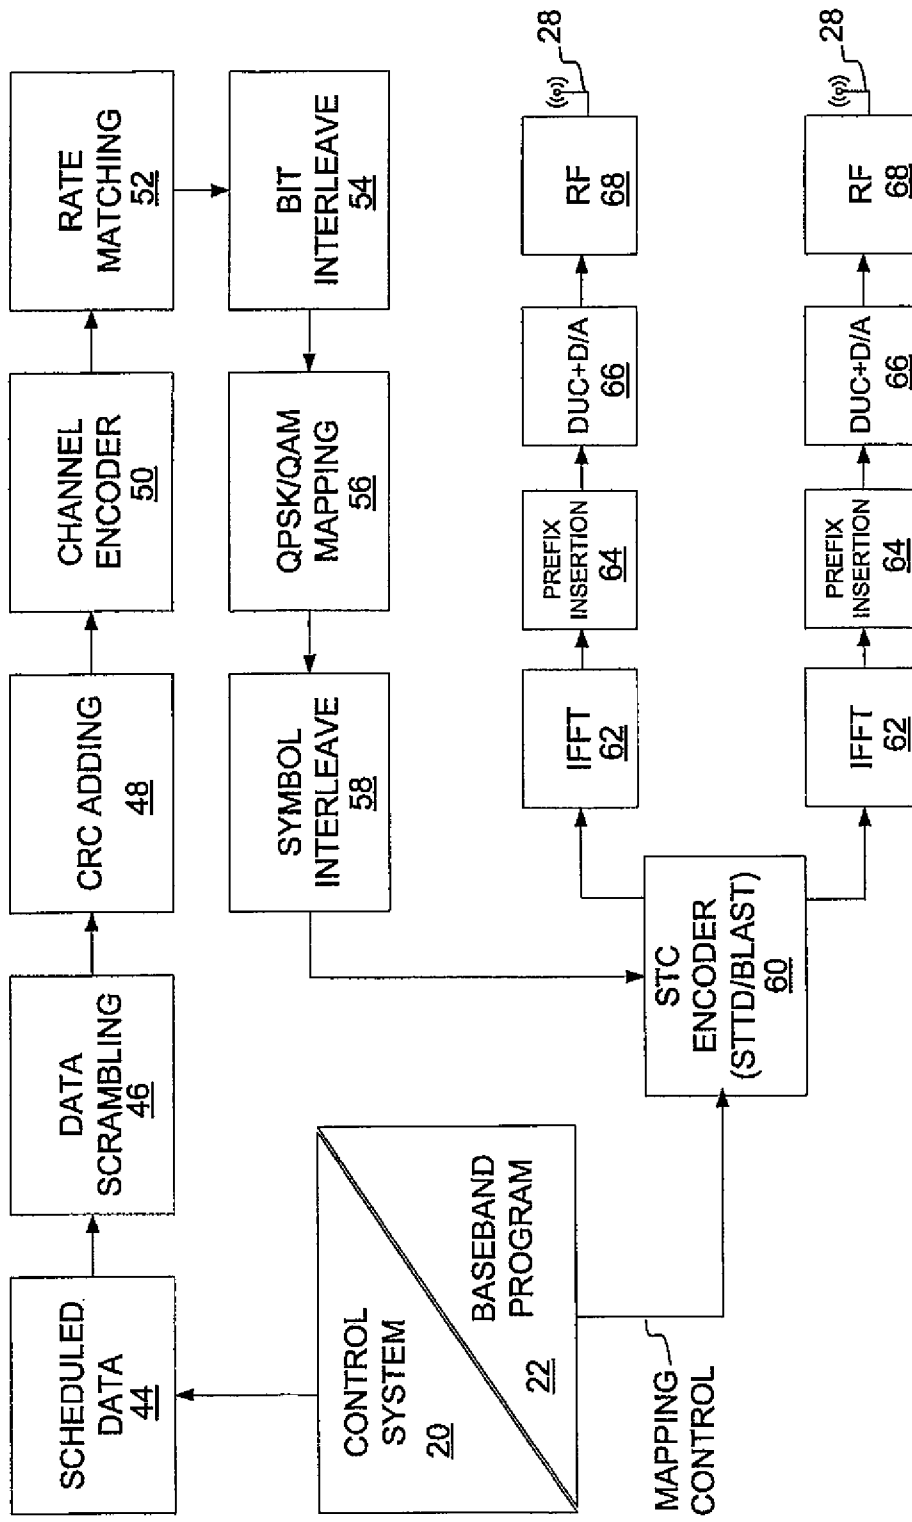 SCHEDULED
DATA
44
DATA
SCRAMBLING
46
CRC ADDING
48
CHANNEL
ENCODER
50
RATE
MATCHING
52
CONTROL
SYSTEM
20
BASEBAND
PROGRAM
22
SYMBOL
INTERLEAVE
58
QPSK/QAM
MAPPING
56
BIT
INTERLEAVE
54
MAPPING
CONTROL
STC
ENCODER
(STTD/BLAST)
60
IFFT
62
PREFIX
INSERTION
64
DUC+D/A
66
RF
68
28
IFFT
62
PREFIX
INSERTION
64
DUC+D/A
66
RF
68
28